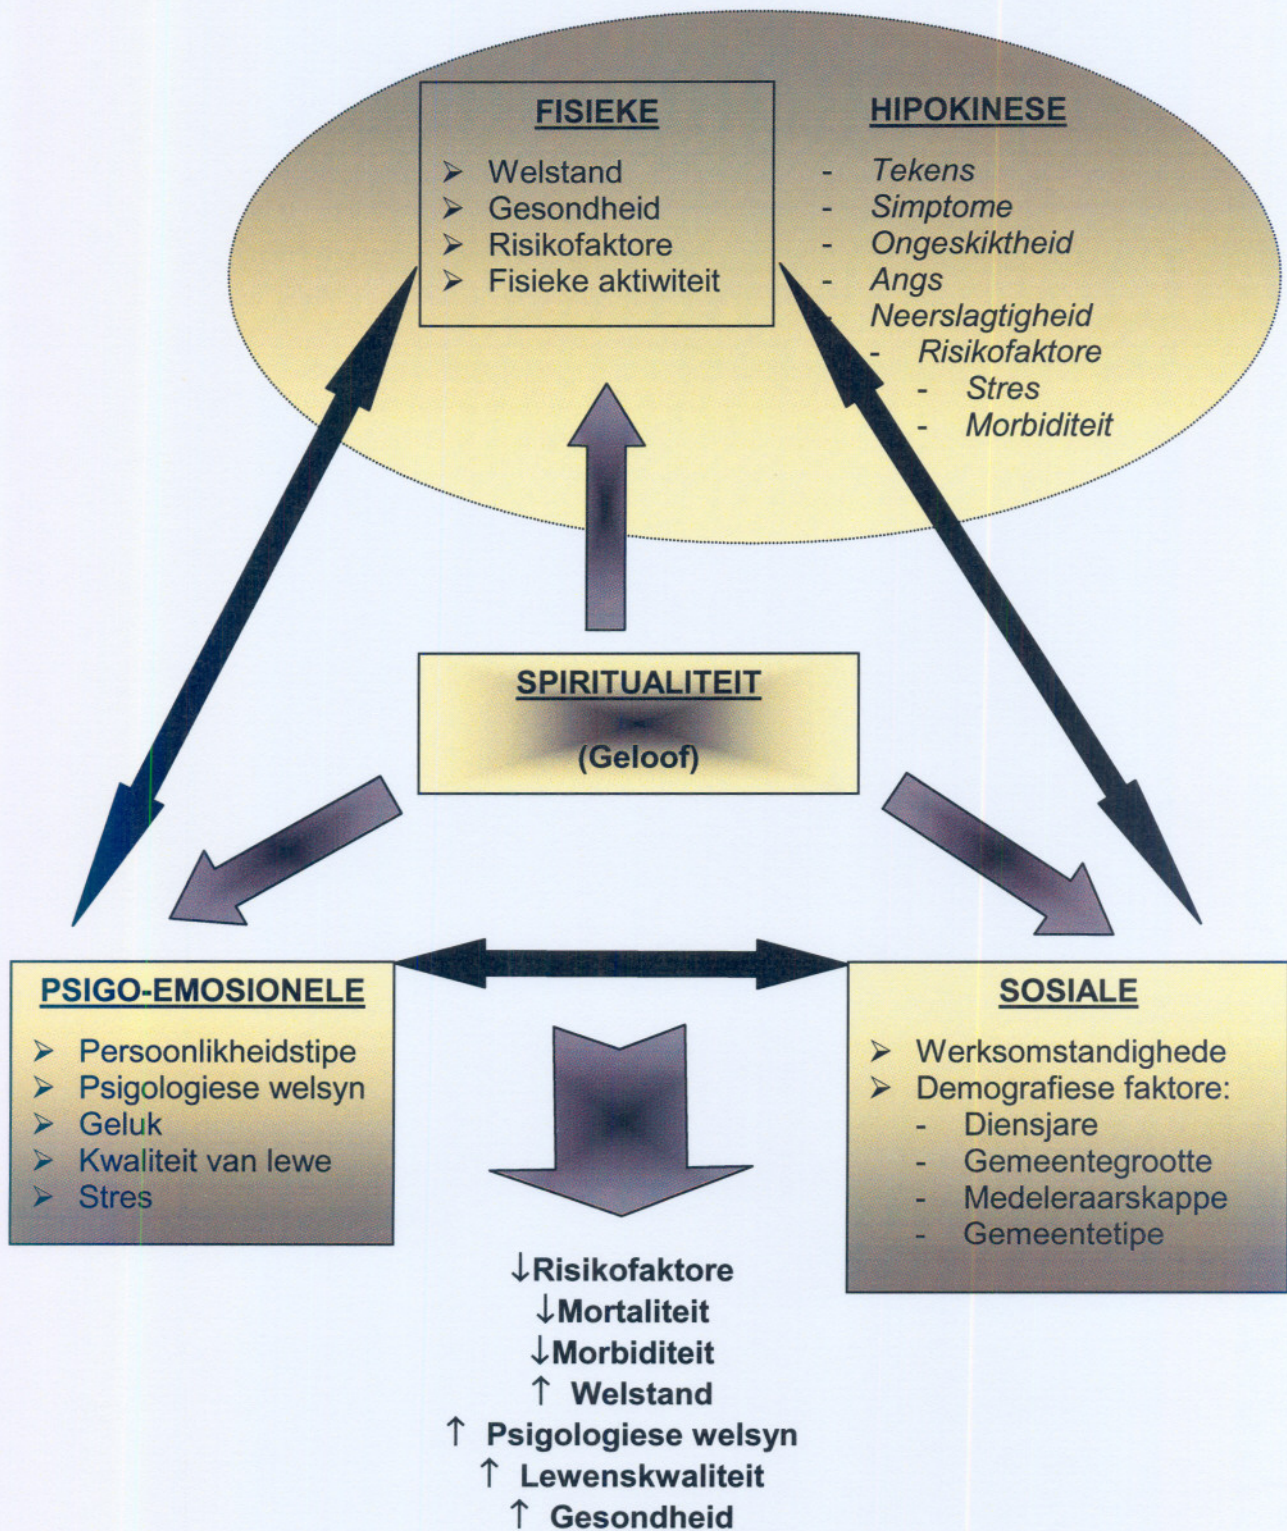 FISIEKE
➢ Welstand
➢ Gesondheid
➢ Risikofaktore
➢ Fisieke aktiwiteit
HIPOKINESE
- Tekens
- Simptome
- Ongeskiktheid
- Angs
- Neerslagtigheid
- Risikofaktore
- Stres
- Morbiditeit
SPIRITUALITEIT
(Geloof)
PSIGO-EMOSIONELE
➢ Persoonlikheidstipe
➢ Psigologiese welsyn
➢ Geluk
➢ Kwaliteit van lewe
➢ Stres
SOSIALE
➢ Werksomstandighede
➢ Demografiese faktore:
- Diensjare
- Gemeentegrootte
- Medeleraarskappe
- Gemeentetipe
↓Risikofaktore
↓Mortaliteit
↓Morbiditeit
↑ Welstand
↑ Psigologiese welsyn
↑ Lewenskwaliteit
↑ Gesondheid